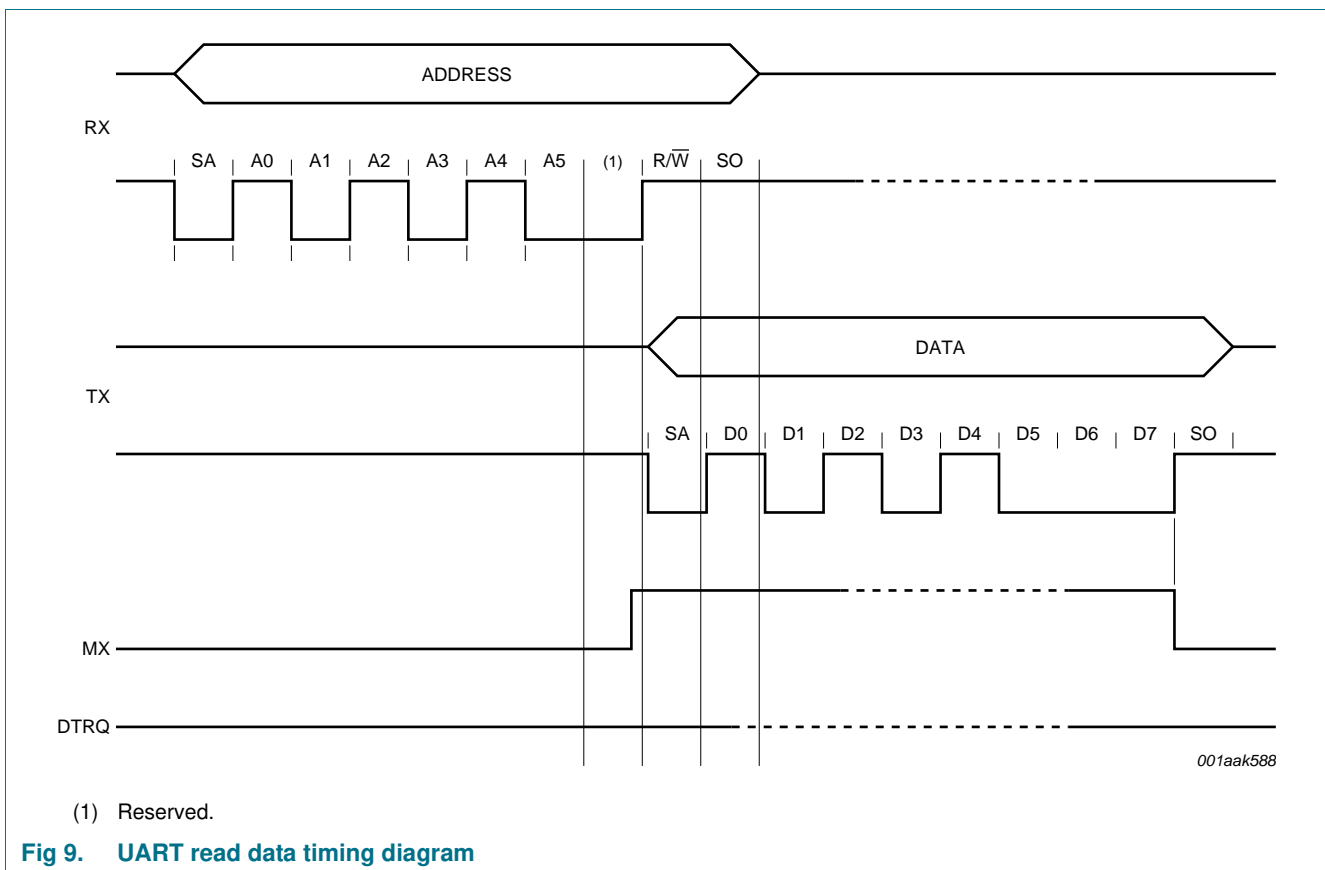 ADDRESS
RX
SA A0 A1 A2 A3 A4 A5 (1) R/W̅ SO
DATA
TX
SA D0 D1 D2 D3 D4 D5 D6 D7 SO
MX
DTRQ
001aak588
(1) Reserved.
Fig 9. UART read data timing diagram